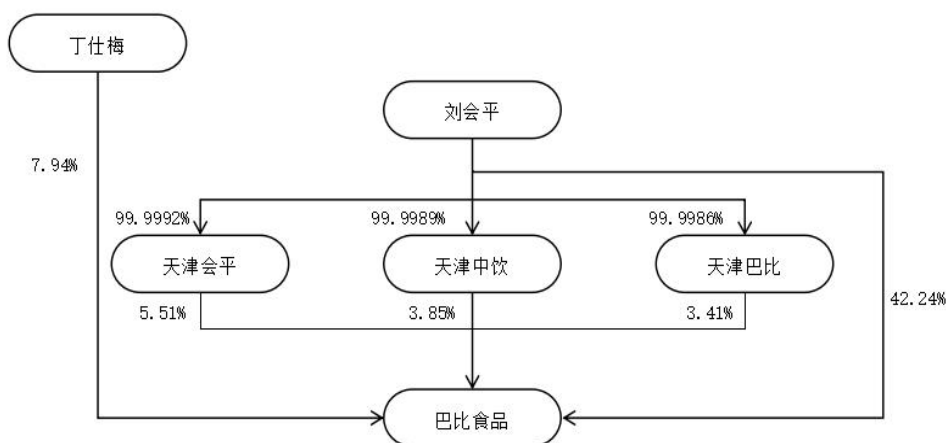 丁仕梅
刘会平
7.94%
99.9992%
99.9989%
99.9986%
天津会平
天津中饮
天津巴比
42.24%
5.51%
3.85%
3.41%
巴比食品